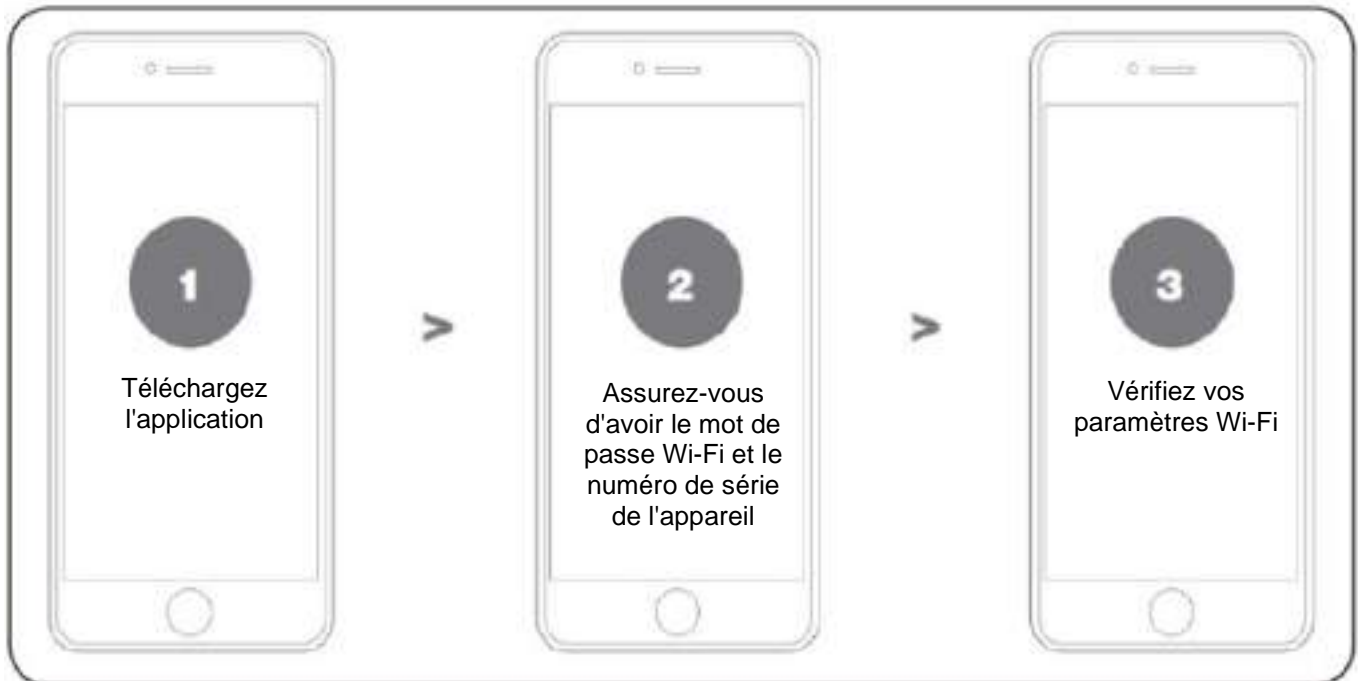 1
Téléchargez
l'application
>
2
Assurez-vous
d'avoir le mot de
passe Wi-Fi et le
numéro de série
de l'appareil
>
3
Vérifiez vos
paramètres Wi-Fi